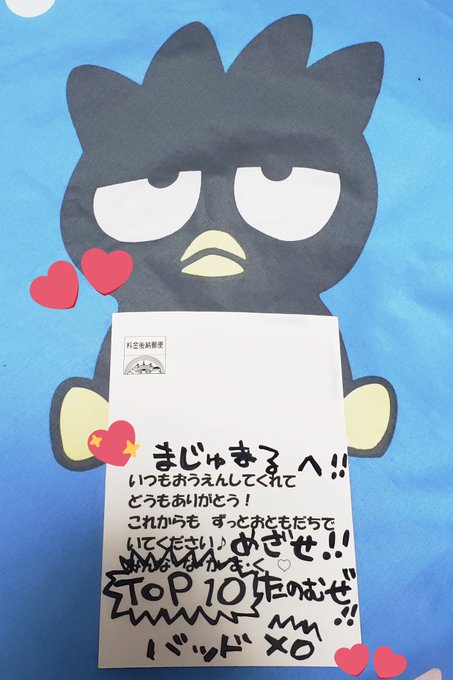 料金後納郵便
まじゅまる へ!!
いつもおうえんしてくれて
どうもありがとう!
これからも ずっとおともだちで
いてください♪ めざせ!!
みんな なかよ・く ♡
TOP 10 たのむぜ!!
バッド XO